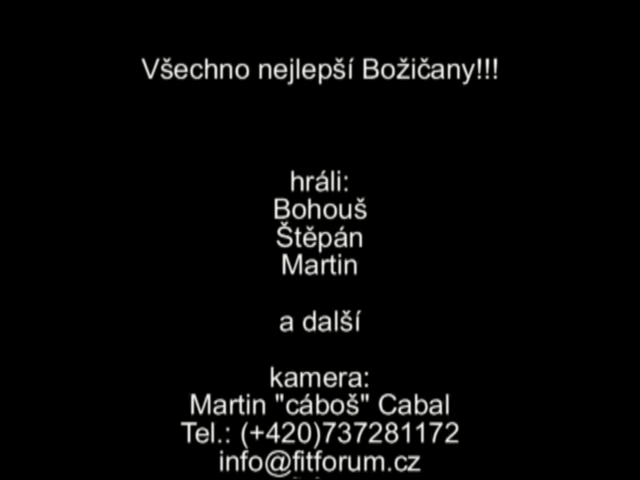 Všechno nejlepší Božičany!!!
hráli:
Bohouš
Štěpán
Martin
a další
kamera:
Martin "cáboš" Cabal
Tel.: (+420)737281172
info@fitforum.cz